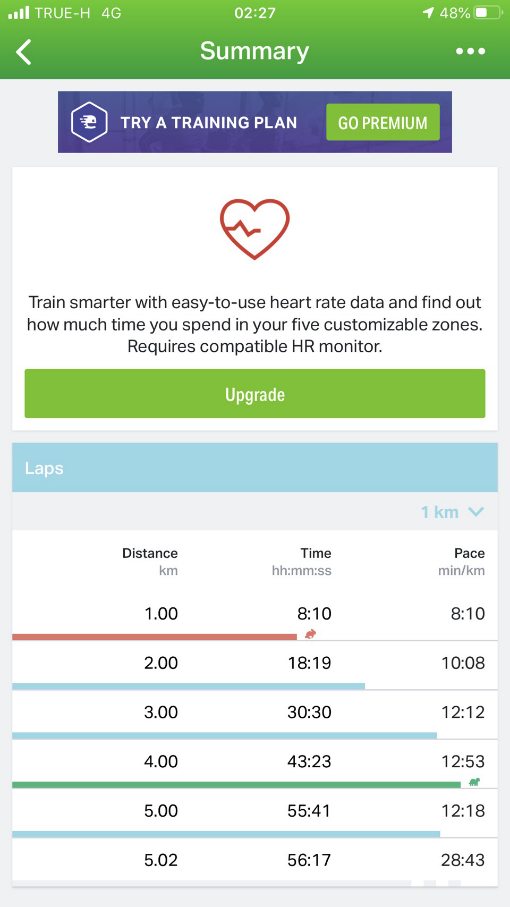 TRUE-H 4G 02:27 48%
Summary
TRY A TRAINING PLAN GO PREMIUM
Train smarter with easy-to-use heart rate data and find out
how much time you spend in your five customizable zones.
Requires compatible HR monitor.
Upgrade
Laps
1 km
Distance Time Pace
km hh:mm:ss min/km
1.00 8:10 8:10
2.00 18:19 10:08
3.00 30:30 12:12
4.00 43:23 12:53
5.00 55:41 12:18
5.02 56:17 28:43